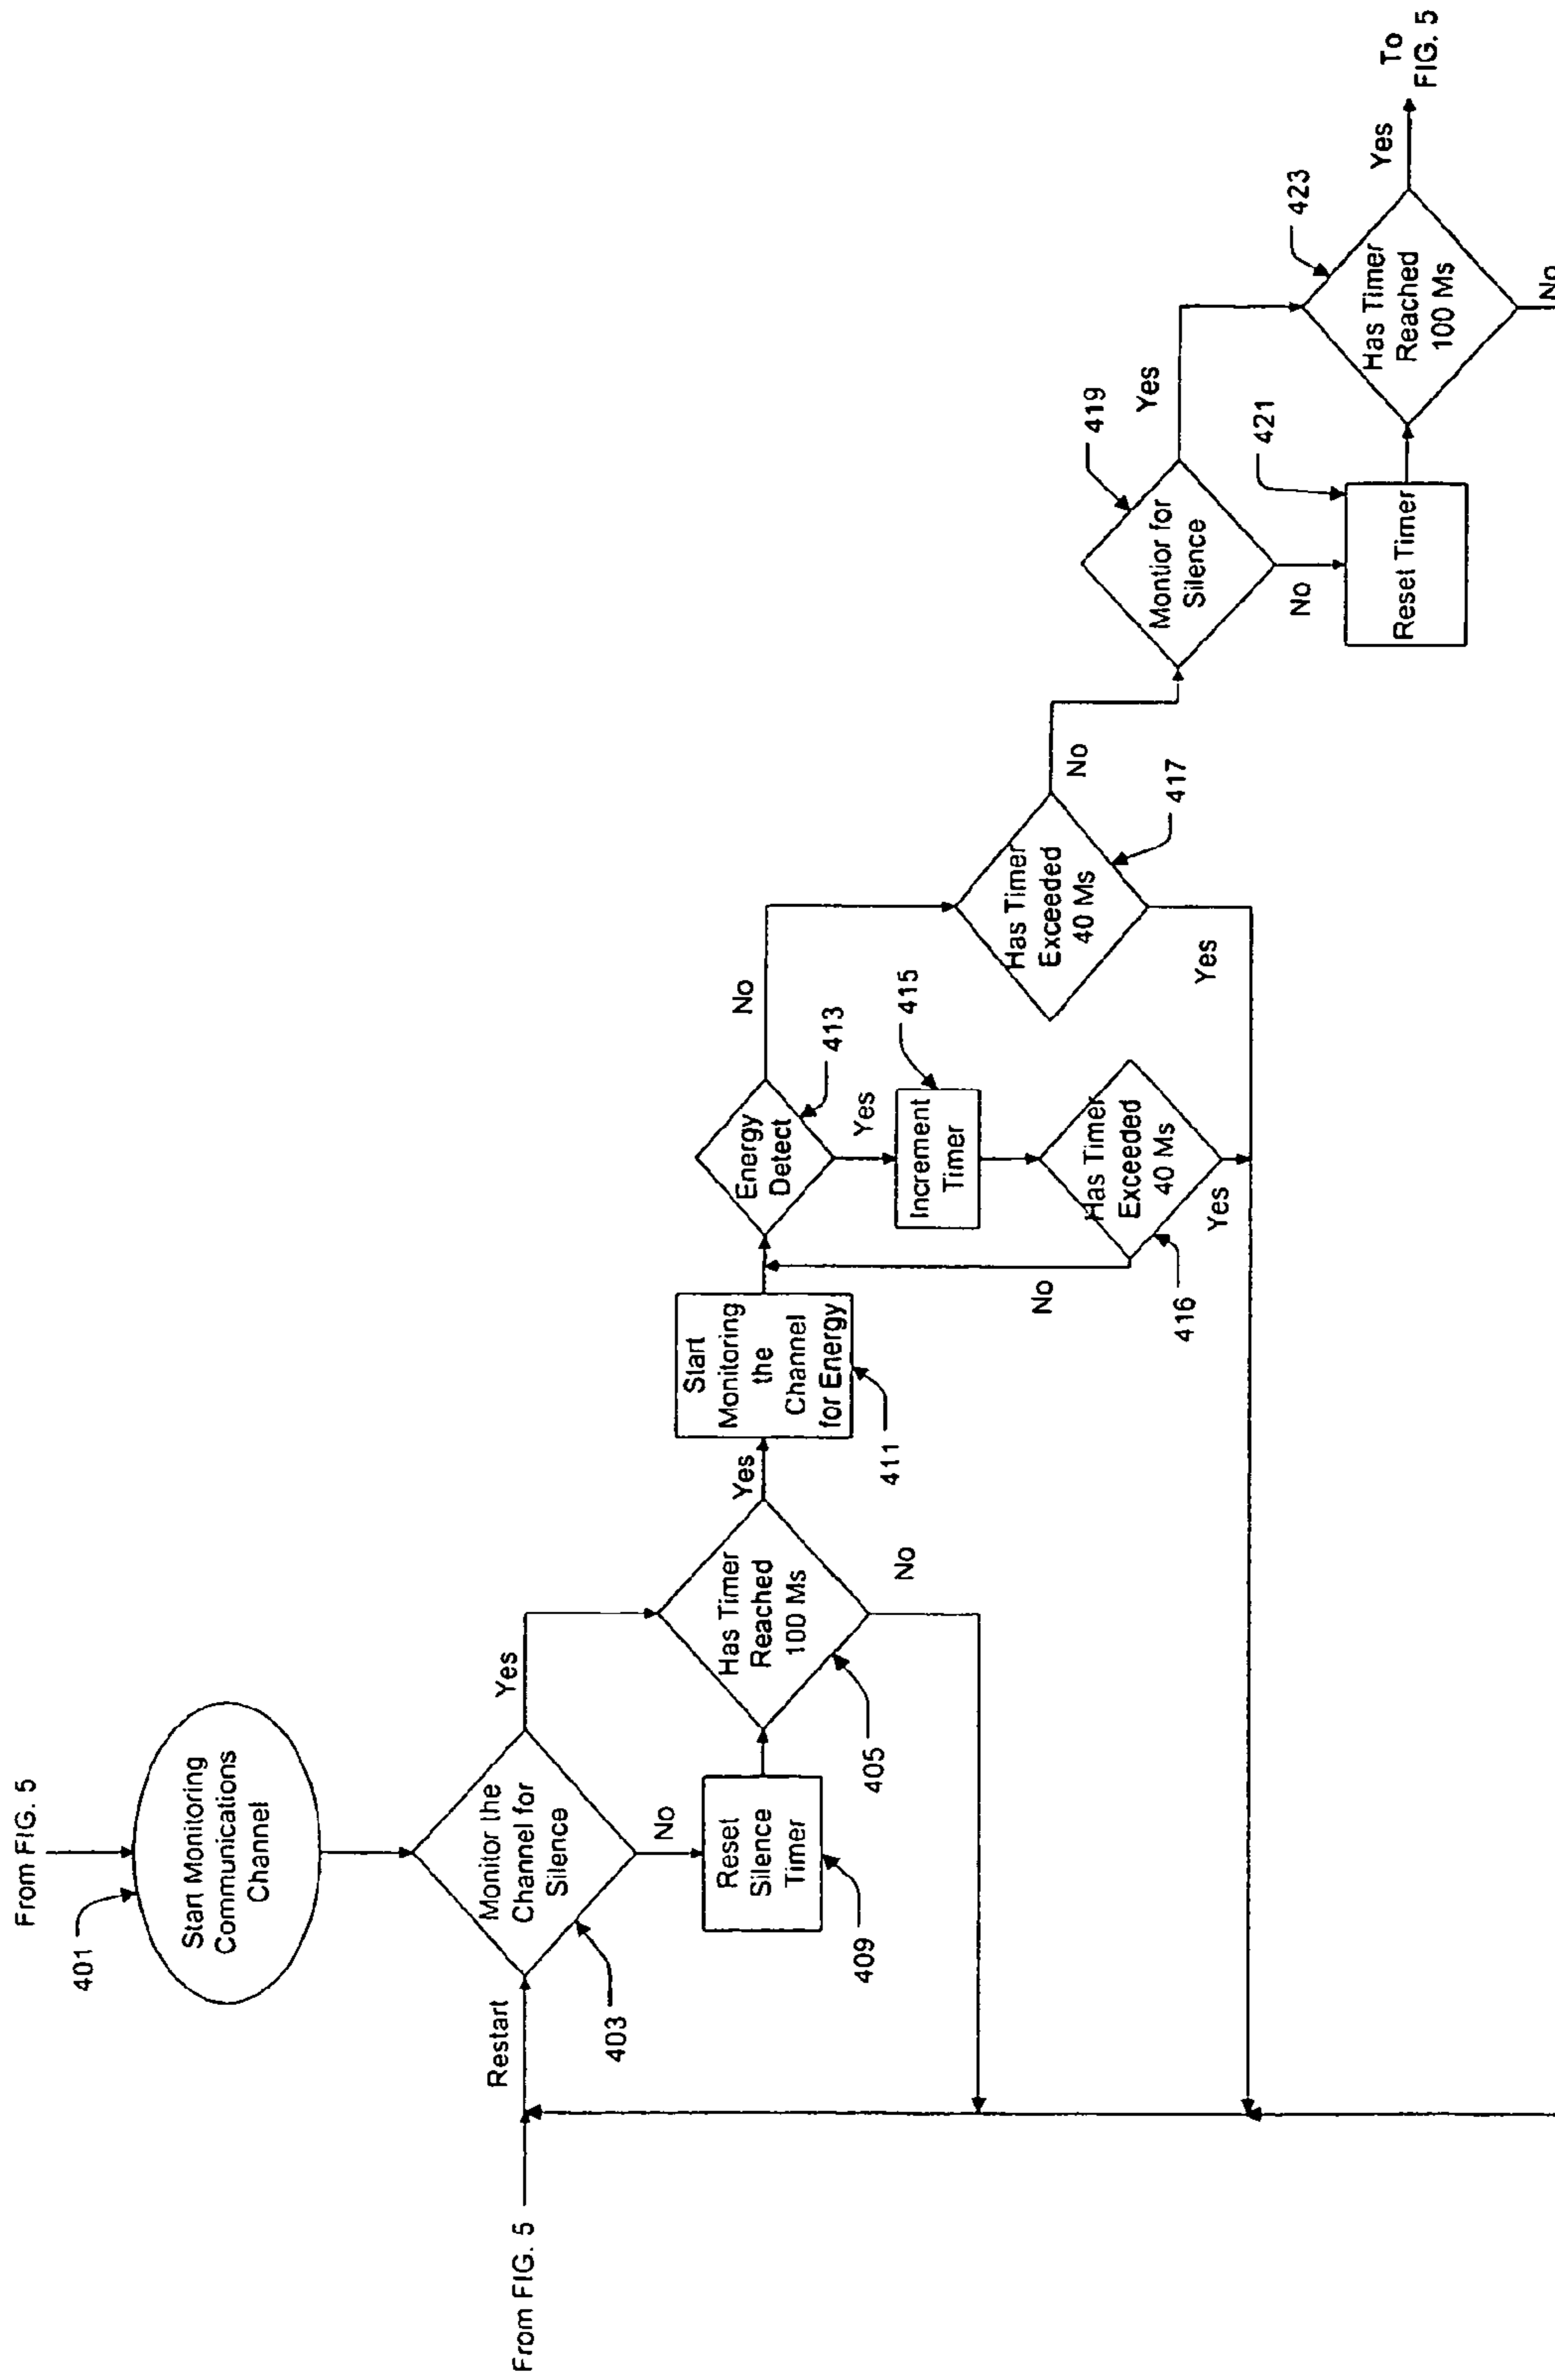 From FIG. 5
401
Start Monitoring
Communications
Channel
From FIG. 5
Restart
Monitor the
Channel for
Silence
403
Yes
No
Reset
Silence
Timer
409
Has Timer
Reached
100 Ms
405
Yes
No
Start
Monitoring
the
Channel
for Energy
411
Energy
Detect
413
No
Yes
Increment
Timer
415
Has Timer
Exceeded
40 Ms
416
No
Yes
Has Timer
Exceeded
40 Ms
417
No
Yes
Montior for
Silence
419
Yes
No
Reset Timer
421
Has Timer
Reached
100 Ms
423
Yes
No
To
FIG. 5